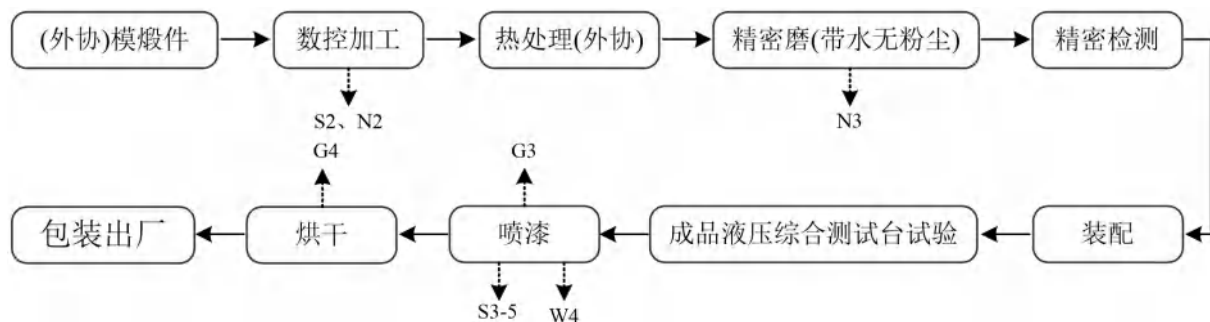 (外协)模煅件
数控加工
热处理(外协)
精密磨(带水无粉尘)
精密检测
S2、N2
N3
G4
G3
包装出厂
烘干
喷漆
成品液压综合测试台试验
装配
S3-5
W4